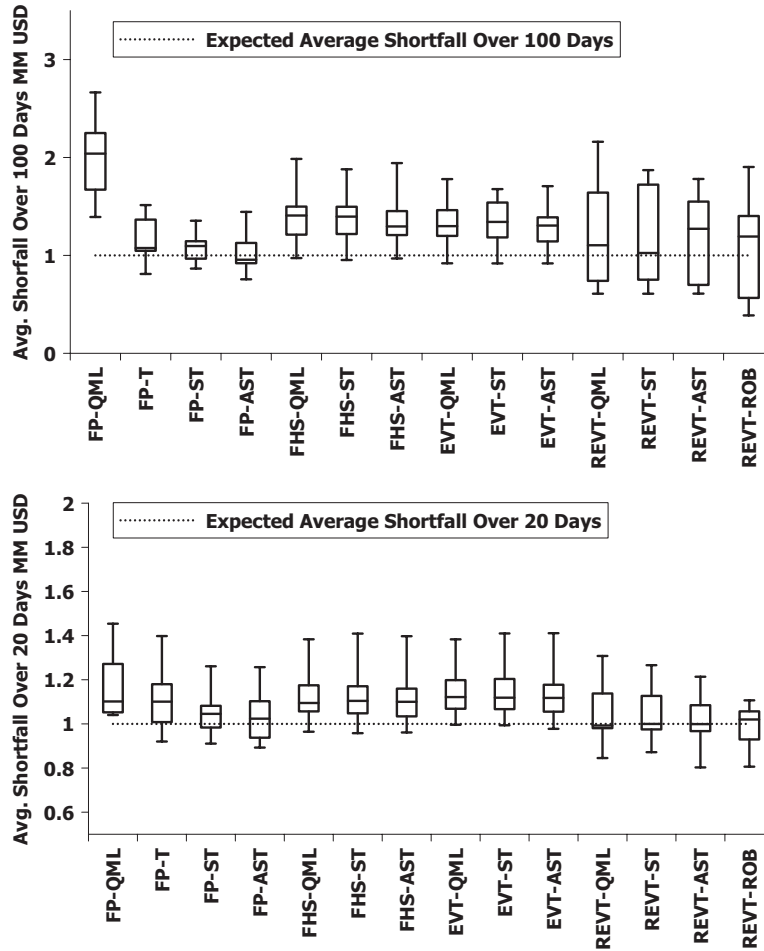 Avg. Shorfall Over 100 Days MM USD
3
2
1
0
Expected Average Shortfall Over 100 Days
FP-QML
FP-T
FP-ST
FP-AST
FHS-QML
FHS-ST
FHS-AST
EVT-QML
EVT-ST
EVT-AST
REVT-QML
REVT-ST
REVT-AST
REVT-ROB
Avg. Shortfall Over 20 Days MM USD
2
1.8
1.6
1.4
1.2
1
0.8
0.6
Expected Average Shortfall Over 20 Days
FP-QML
FP-T
FP-ST
FP-AST
FHS-QML
FHS-ST
FHS-AST
EVT-QML
EVT-ST
EVT-AST
REVT-QML
REVT-ST
REVT-AST
REVT-ROB